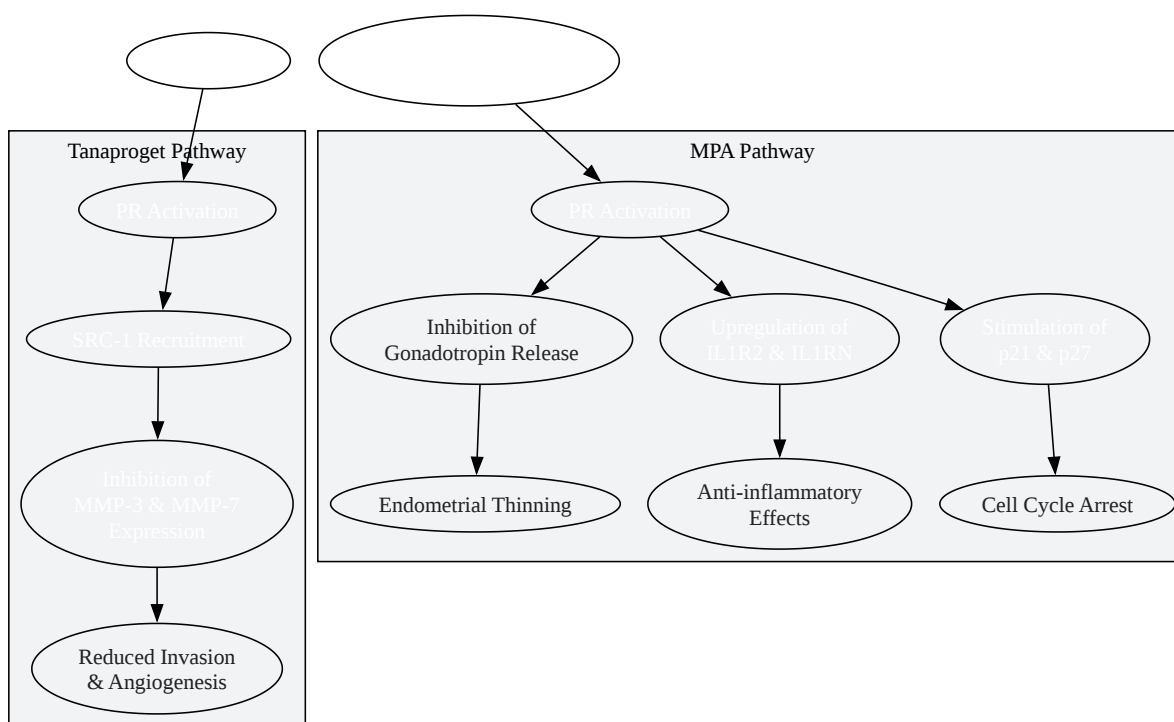 Tanaproget Pathway
PR Activation
SRC-1 Recruitment
Inhibition of
MMP-3 & MMP-7
Expression
Reduced Invasion
& Angiogenesis
MPA Pathway
PR Activation
Inhibition of
Gonadotropin Release
Upregulation of
IL1R2 & IL1RN
Stimulation of
p21 & p27
Endometrial Thinning
Anti-inflammatory
Effects
Cell Cycle Arrest